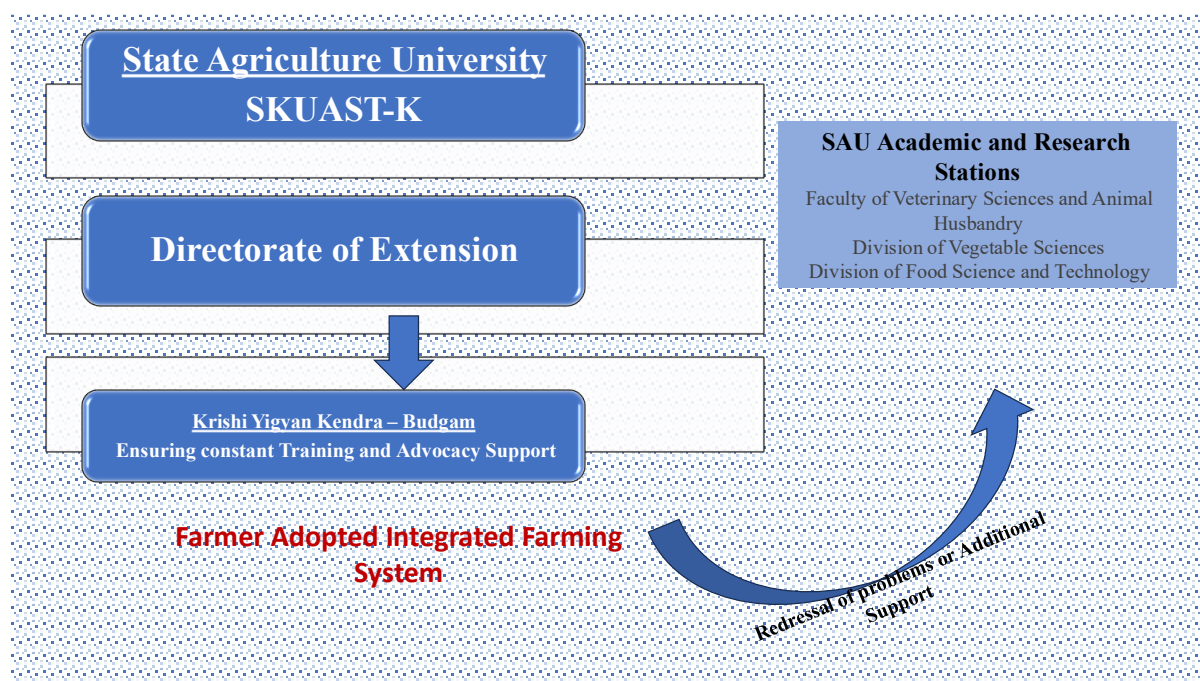 State Agriculture University
SKUAST-K
Directorate of Extension
Krishi Yigyan Kendra – Budgam
Ensuring constant Training and Advocacy Support
Farmer Adopted Integrated Farming
System
SAU Academic and Research
Stations
Faculty of Veterinary Sciences and Animal
Husbandry
Division of Vegetable Sciences
Division of Food Science and Technology
Redressal of problems or Additional
Support